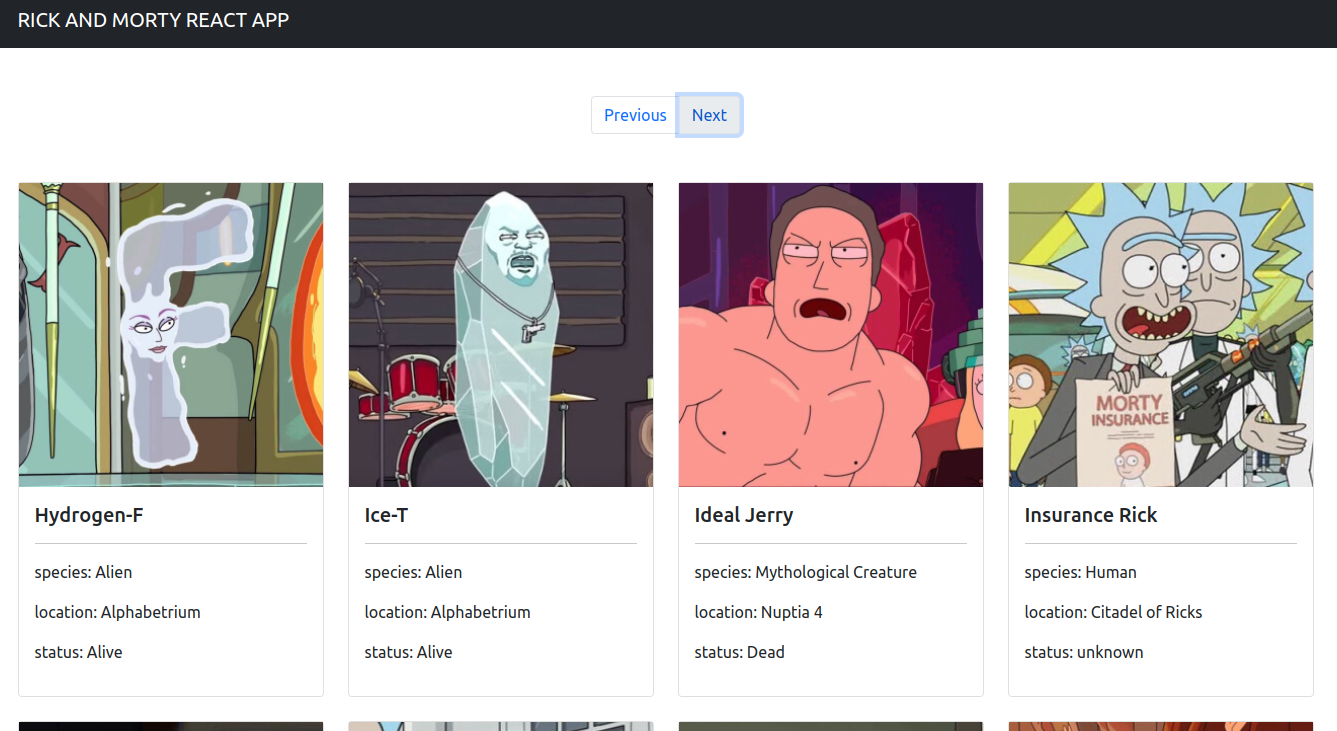 RICK AND MORTY REACT APP
Previous Next
MORTY
INSURANCE
Hydrogen-F
species: Alien
location: Alphabetrium
status: Alive
Ice-T
species: Alien
location: Alphabetrium
status: Alive
Ideal Jerry
species: Mythological Creature
location: Nuptia 4
status: Dead
Insurance Rick
species: Human
location: Citadel of Ricks
status: unknown